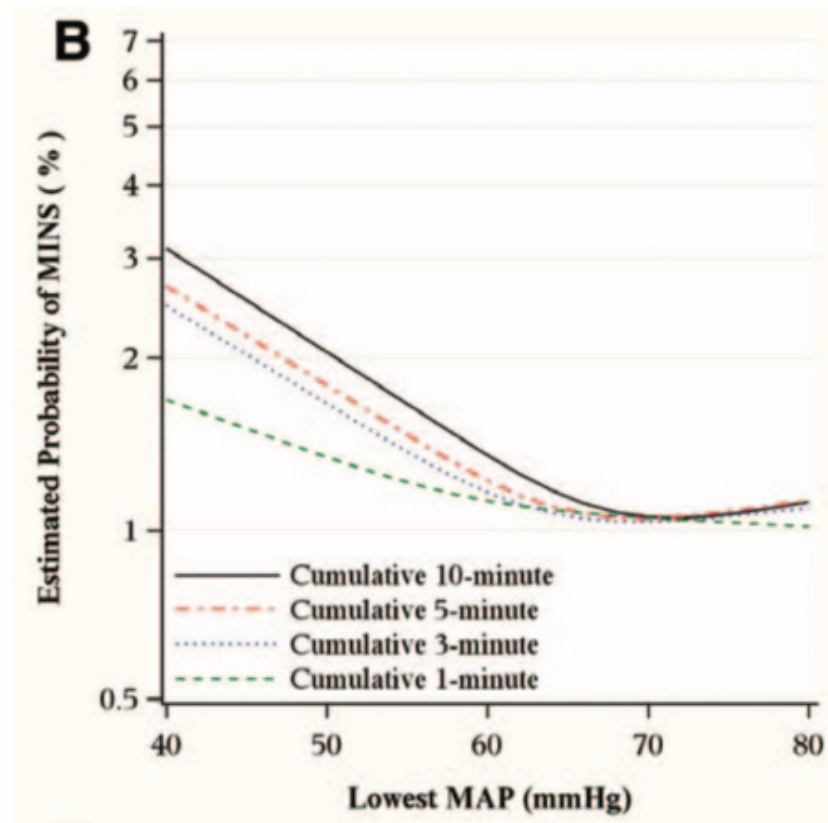 B
7
6
5
4
3
2
1
0.5
Estimated Probability of MINS ( % )
Cumulative 10-minute
Cumulative 5-minute
Cumulative 3-minute
Cumulative 1-minute
40 50 60 70 80
Lowest MAP (mmHg)